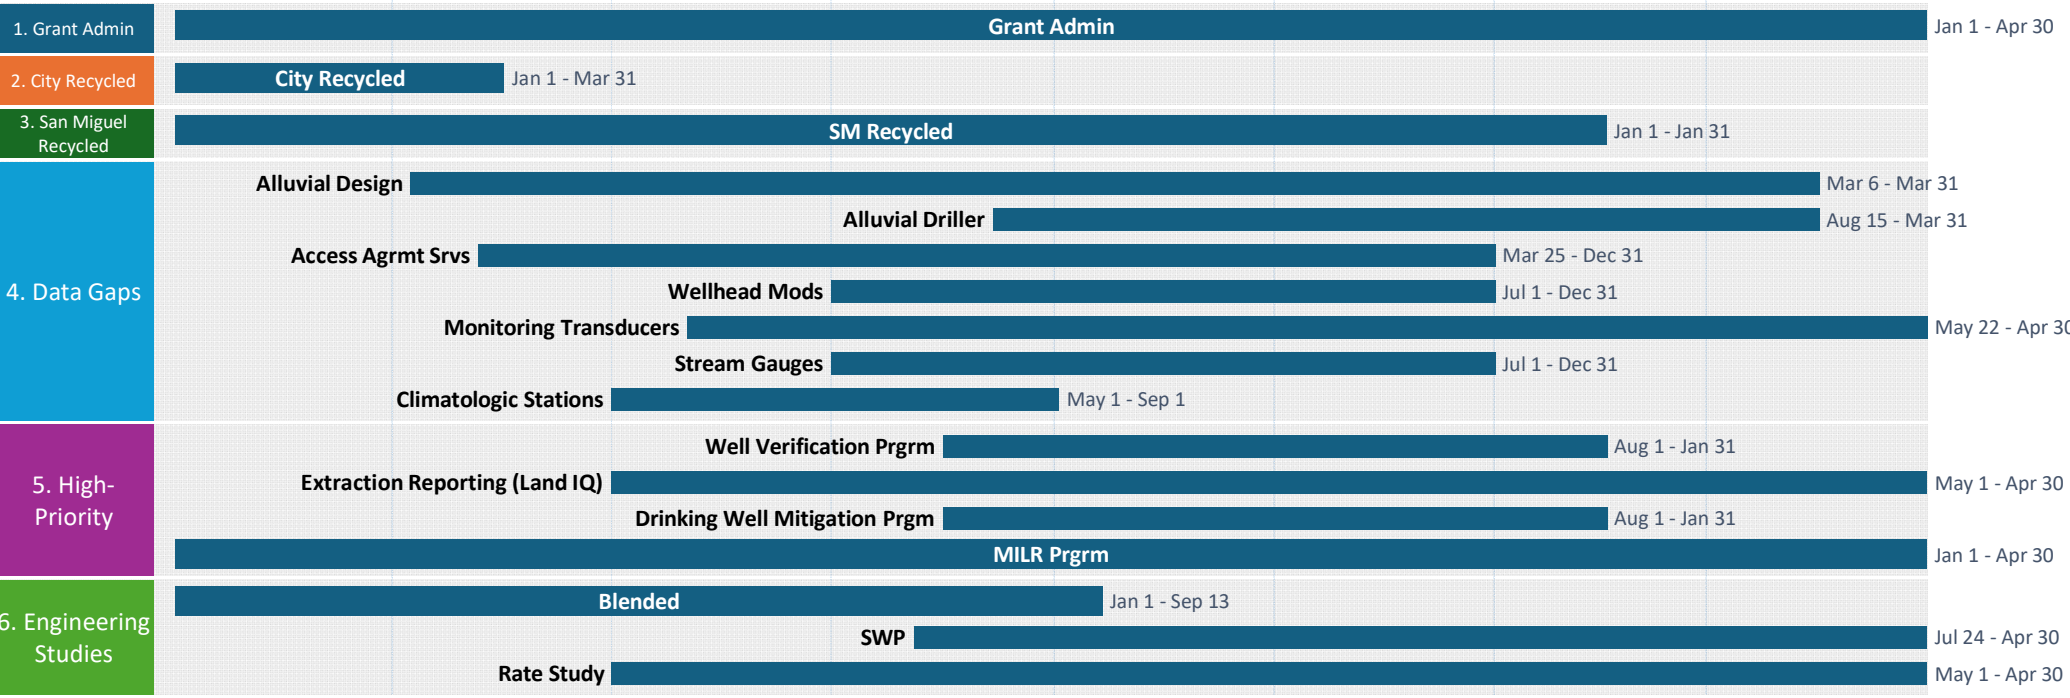 1. Grant Admin
Grant Admin
Jan 1 - Apr 30
2. City Recycled
City Recycled
Jan 1 - Mar 31
3. San Miguel
Recycled
SM Recycled
Jan 1 - Jan 31
4. Data Gaps
Alluvial Design
Mar 6 - Mar 31
Alluvial Driller
Aug 15 - Mar 31
Access Agrmt Srvs
Mar 25 - Dec 31
Wellhead Mods
Jul 1 - Dec 31
Monitoring Transducers
May 22 - Apr 30
Stream Gauges
Jul 1 - Dec 31
Climatologic Stations
May 1 - Sep 1
5. High-
Priority
Well Verification Prgrm
Aug 1 - Jan 31
Extraction Reporting (Land IQ)
May 1 - Apr 30
Drinking Well Mitigation Prgm
Aug 1 - Jan 31
MILR Prgrm
Jan 1 - Apr 30
6. Engineering
Studies
Blended
Jan 1 - Sep 13
SWP
Jul 24 - Apr 30
Rate Study
May 1 - Apr 30